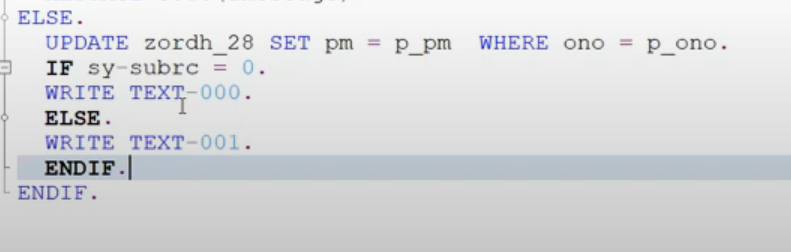 ELSE.
UPDATE zordh_28 SET pm = p_pm WHERE ono = p_ono.
IF sy-subrc = 0.
WRITE TEXT-000.
ELSE.
WRITE TEXT-001.
ENDIF.
ENDIF.